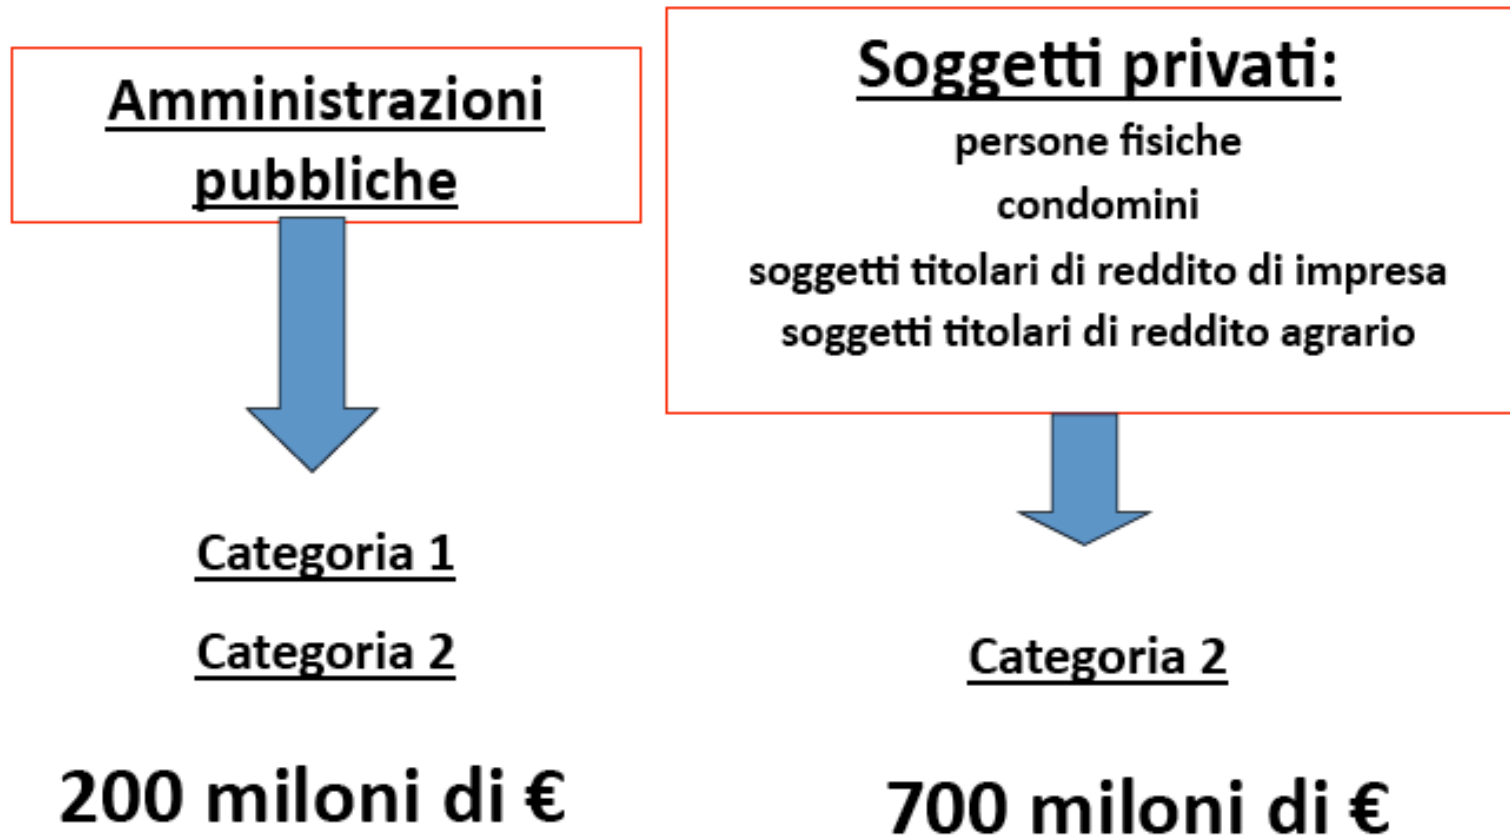 Amministrazioni
pubbliche
Categoria 1
Categoria 2
200 miloni di €
Soggetti privati:
persone fisiche
condomini
soggetti titolari di reddito di impresa
soggetti titolari di reddito agrario
Categoria 2
700 miloni di €